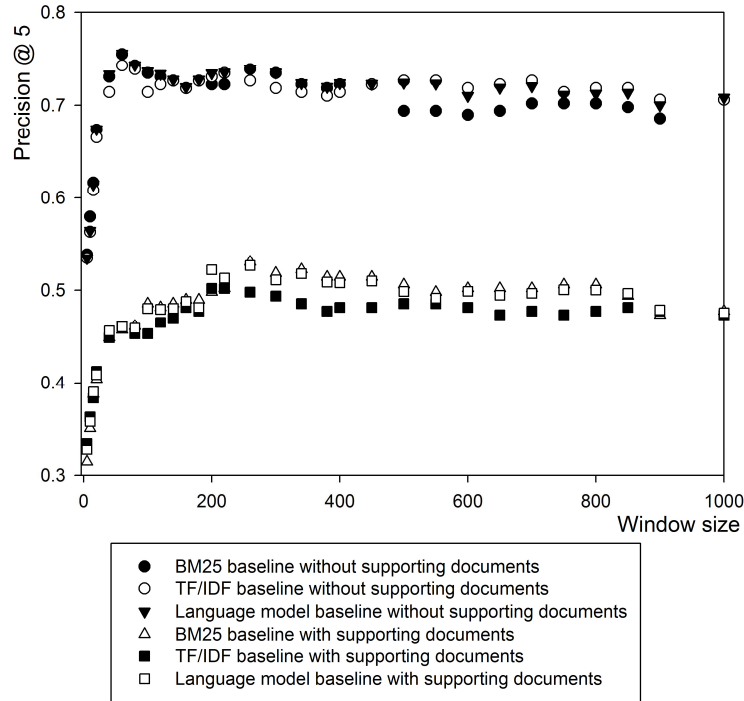 Precision @ 5
0.8
0.7
0.6
0.5
0.4
0.3
0 200 400 600 800 1000
Window size
BM25 baseline without supporting documents
TF/IDF baseline without supporting documents
Language model baseline without supporting documents
BM25 baseline with supporting documents
TF/IDF baseline with supporting documents
Language model baseline with supporting documents